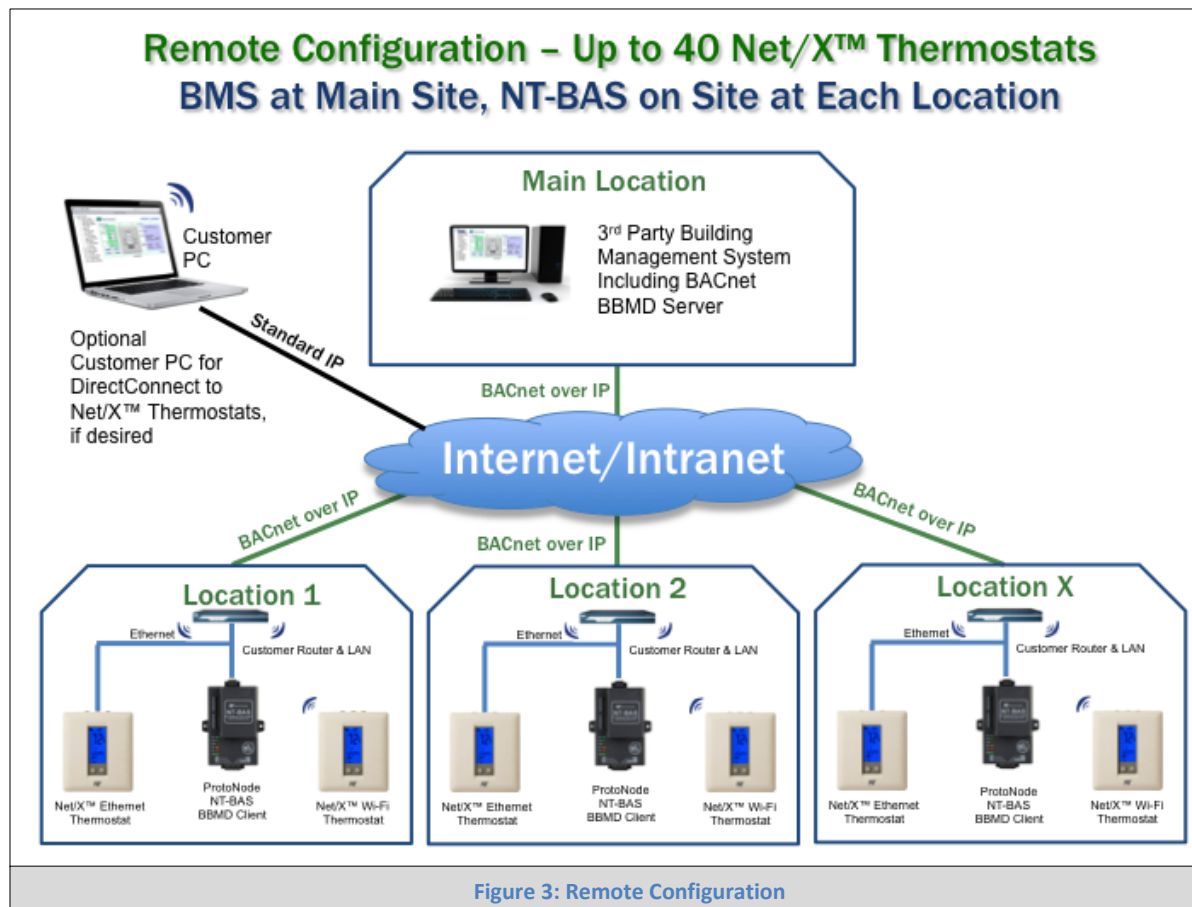 Remote Configuration – Up to 40 Net/X™ Thermostats
BMS at Main Site, NT-BAS on Site at Each Location
Main Location
3rd Party Building
Management System
Including BACnet
BBMD Server
Customer
PC
Optional
Customer PC for
DirectConnect to
Net/X™ Thermostats,
if desired
Standard IP
BACnet over IP
Internet/Intranet
BACnet over IP
BACnet over IP
BACnet over IP
Location 1
Ethernet
Customer Router & LAN
NT-BAS
Net/X™ Ethernet
Thermostat
ProtoNode
NT-BAS
BBMD Client
Net/X™ Wi-Fi
Thermostat
Location 2
Ethernet
Customer Router & LAN
NT-BAS
Net/X™ Ethernet
Thermostat
ProtoNode
NT-BAS
BBMD Client
Net/X™ Wi-Fi
Thermostat
Location X
Ethernet
Customer Router & LAN
NT-BAS
Net/X™ Ethernet
Thermostat
ProtoNode
NT-BAS
BBMD Client
Net/X™ Wi-Fi
Thermostat
Figure 3: Remote Configuration